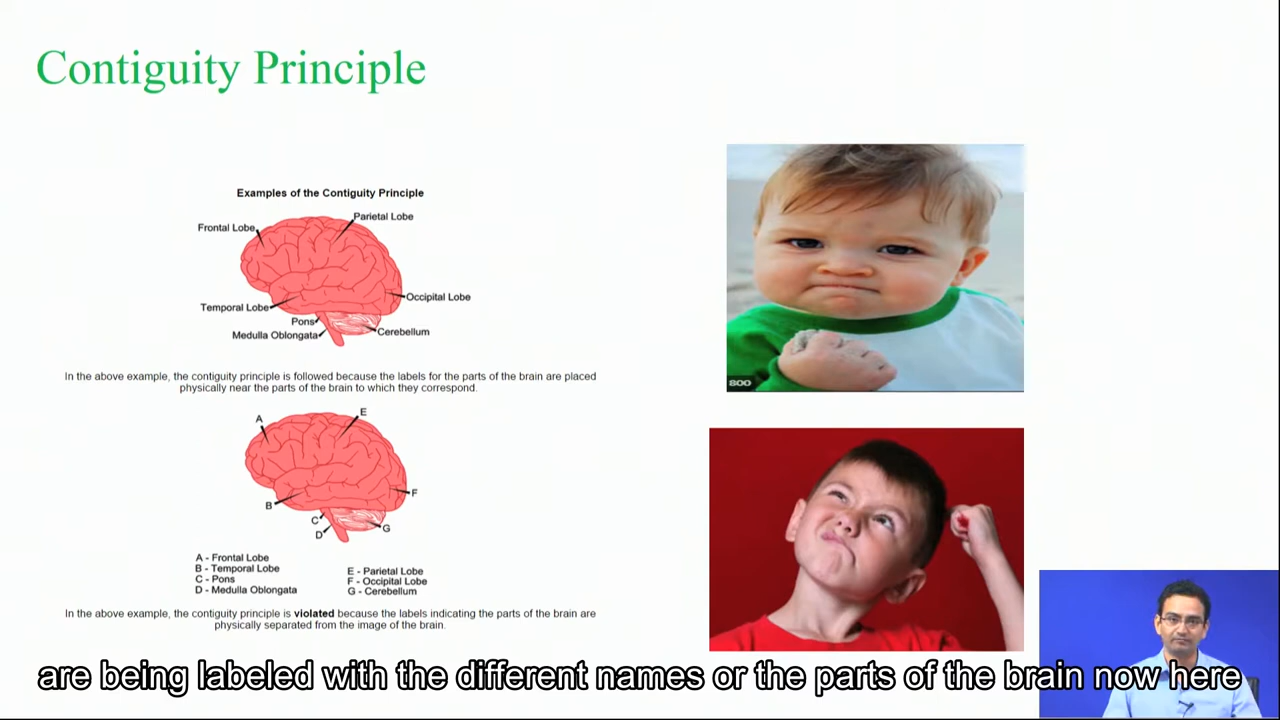 Contiguity Principle
Examples of the Contiguity Principle
Parietal Lobe
Frontal Lobe
Occipital Lobe
Temporal Lobe
Pons
Medulla Oblongata
Cerebellum
In the above example, the contiguity principle is followed because the labels for the parts of the brain are placed
physically near the parts of the brain to which they correspond.
A
E
B
F
C
D
G
A - Frontal Lobe
B - Temporal Lobe
C - Pons
D - Medulla Oblongata
E - Parietal Lobe
F - Occipital Lobe
G - Cerebellum
In the above example, the contiguity principle is violated because the labels indicating the parts of the brain are
physically separated from the image of the brain.
800
are being labeled with the different names or the parts of the brain now here